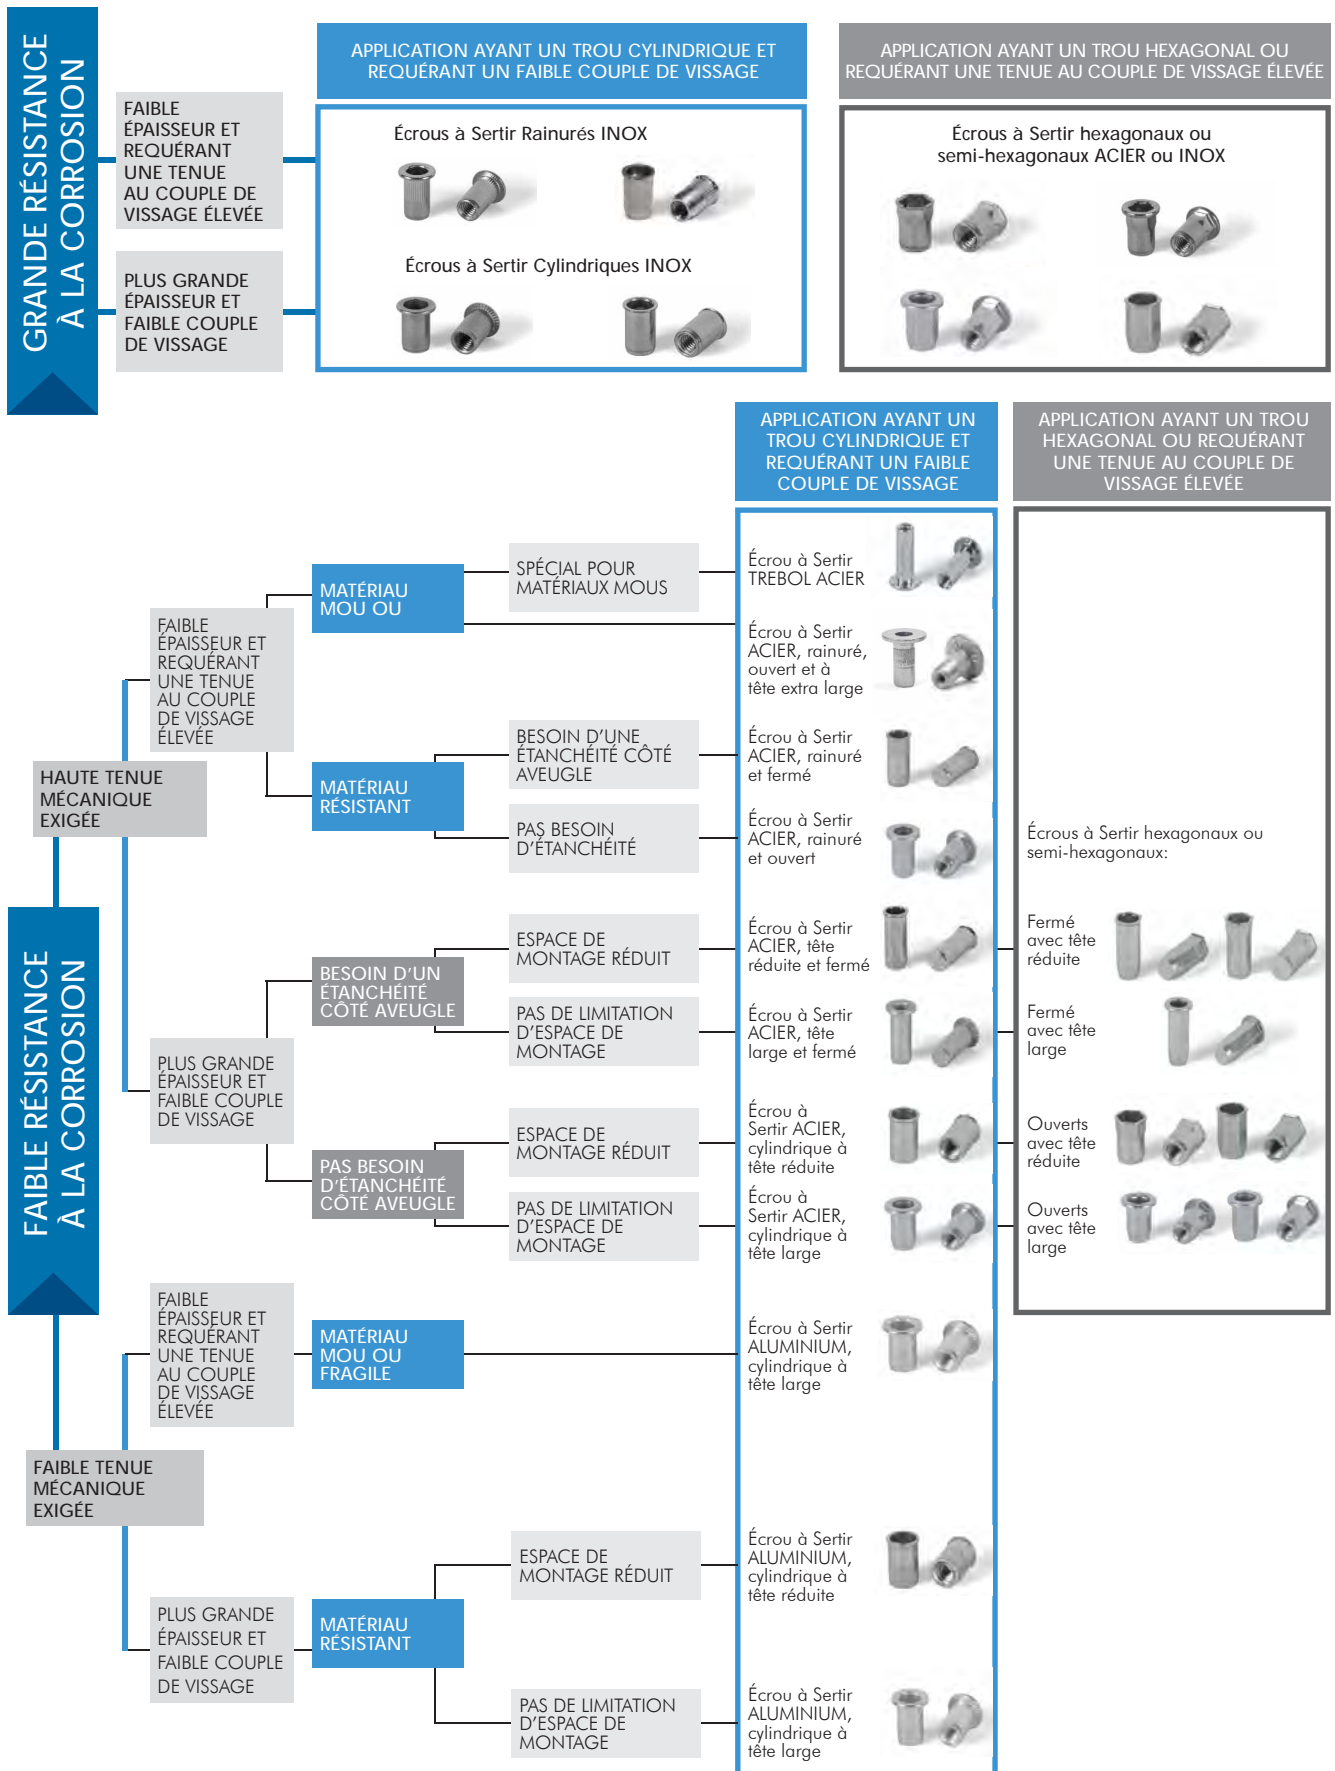 GRANDE RÉSISTANCE
À LA CORROSION
FAIBLE
ÉPAISSEUR ET
REQUÉRANT
UNE TENUE
AU COUPLE DE
VISSAGE ÉLEVÉE
PLUS GRANDE
ÉPAISSEUR ET
FAIBLE COUPLE
DE VISSAGE
APPLICATION AYANT UN TROU CYLINDRIQUE ET
REQUÉRANT UN FAIBLE COUPLE DE VISSAGE
Écrous à Sertir Rainurés INOX
Écrous à Sertir Cylindriques INOX
APPLICATION AYANT UN TROU HEXAGONAL OU
REQUÉRANT UNE TENUE AU COUPLE DE VISSAGE ÉLEVÉE
Écrous à Sertir hexagonaux ou
semi-hexagonaux ACIER ou INOX
APPLICATION AYANT UN
TROU CYLINDRIQUE ET
REQUÉRANT UN FAIBLE
COUPLE DE VISSAGE
APPLICATION AYANT UN TROU
HEXAGONAL OU REQUÉRANT
UNE TENUE AU COUPLE DE
VISSAGE ÉLEVÉE
FAIBLE RÉSISTANCE
À LA CORROSION
HAUTE TENUE
MÉCANIQUE
EXIGÉE
FAIBLE
ÉPAISSEUR ET
REQUÉRANT
UNE TENUE
AU COUPLE
DE VISSAGE
ÉLEVÉE
MATÉRIAU
MOU OU
SPÉCIAL POUR
MATÉRIAUX MOUS
Écrou à Sertir
TREBOL ACIER
Écrou à Sertir
ACIER, rainuré,
ouvert et à
tête extra large
MATÉRIAU
RÉSISTANT
BESOIN D'UNE
ÉTANCHÉITÉ CÔTÉ
AVEUGLE
Écrou à Sertir
ACIER, rainuré
et fermé
PAS BESOIN
D'ÉTANCHÉITÉ
Écrou à Sertir
ACIER, rainuré
et ouvert
Écrous à Sertir hexagonaux ou
semi-hexagonaux:
PLUS GRANDE
ÉPAISSEUR ET
FAIBLE COUPLE
DE VISSAGE
BESOIN D'UN
ÉTANCHÉITÉ
CÔTÉ AVEUGLE
ESPACE DE
MONTAGE RÉDUIT
Écrou à Sertir
ACIER, tête
réduite et fermé
Fermé
avec tête
réduite
PAS DE LIMITATION
D'ESPACE DE
MONTAGE
Écrou à Sertir
ACIER, tête
large et fermé
Fermé
avec tête
large
PAS BESOIN
D'ÉTANCHÉITÉ
CÔTÉ AVEUGLE
ESPACE DE
MONTAGE RÉDUIT
Écrou à
Sertir ACIER,
cylindrique à
tête réduite
Ouverts
avec tête
réduite
PAS DE LIMITATION
D'ESPACE DE
MONTAGE
Écrou à
Sertir ACIER,
cylindrique à
tête large
Ouverts
avec tête
large
FAIBLE TENUE
MÉCANIQUE
EXIGÉE
FAIBLE
ÉPAISSEUR ET
REQUÉRANT
UNE TENUE
AU COUPLE
DE VISSAGE
ÉLEVÉE
MATÉRIAU
MOU OU
FRAGILE
Écrou à Sertir
ALUMINIUM,
cylindrique à
tête large
PLUS GRANDE
ÉPAISSEUR ET
FAIBLE COUPLE
DE VISSAGE
MATÉRIAU
RÉSISTANT
ESPACE DE
MONTAGE RÉDUIT
Écrou à Sertir
ALUMINIUM,
cylindrique à
tête réduite
PAS DE LIMITATION
D'ESPACE DE
MONTAGE
Écrou à Sertir
ALUMINIUM,
cylindrique à
tête large